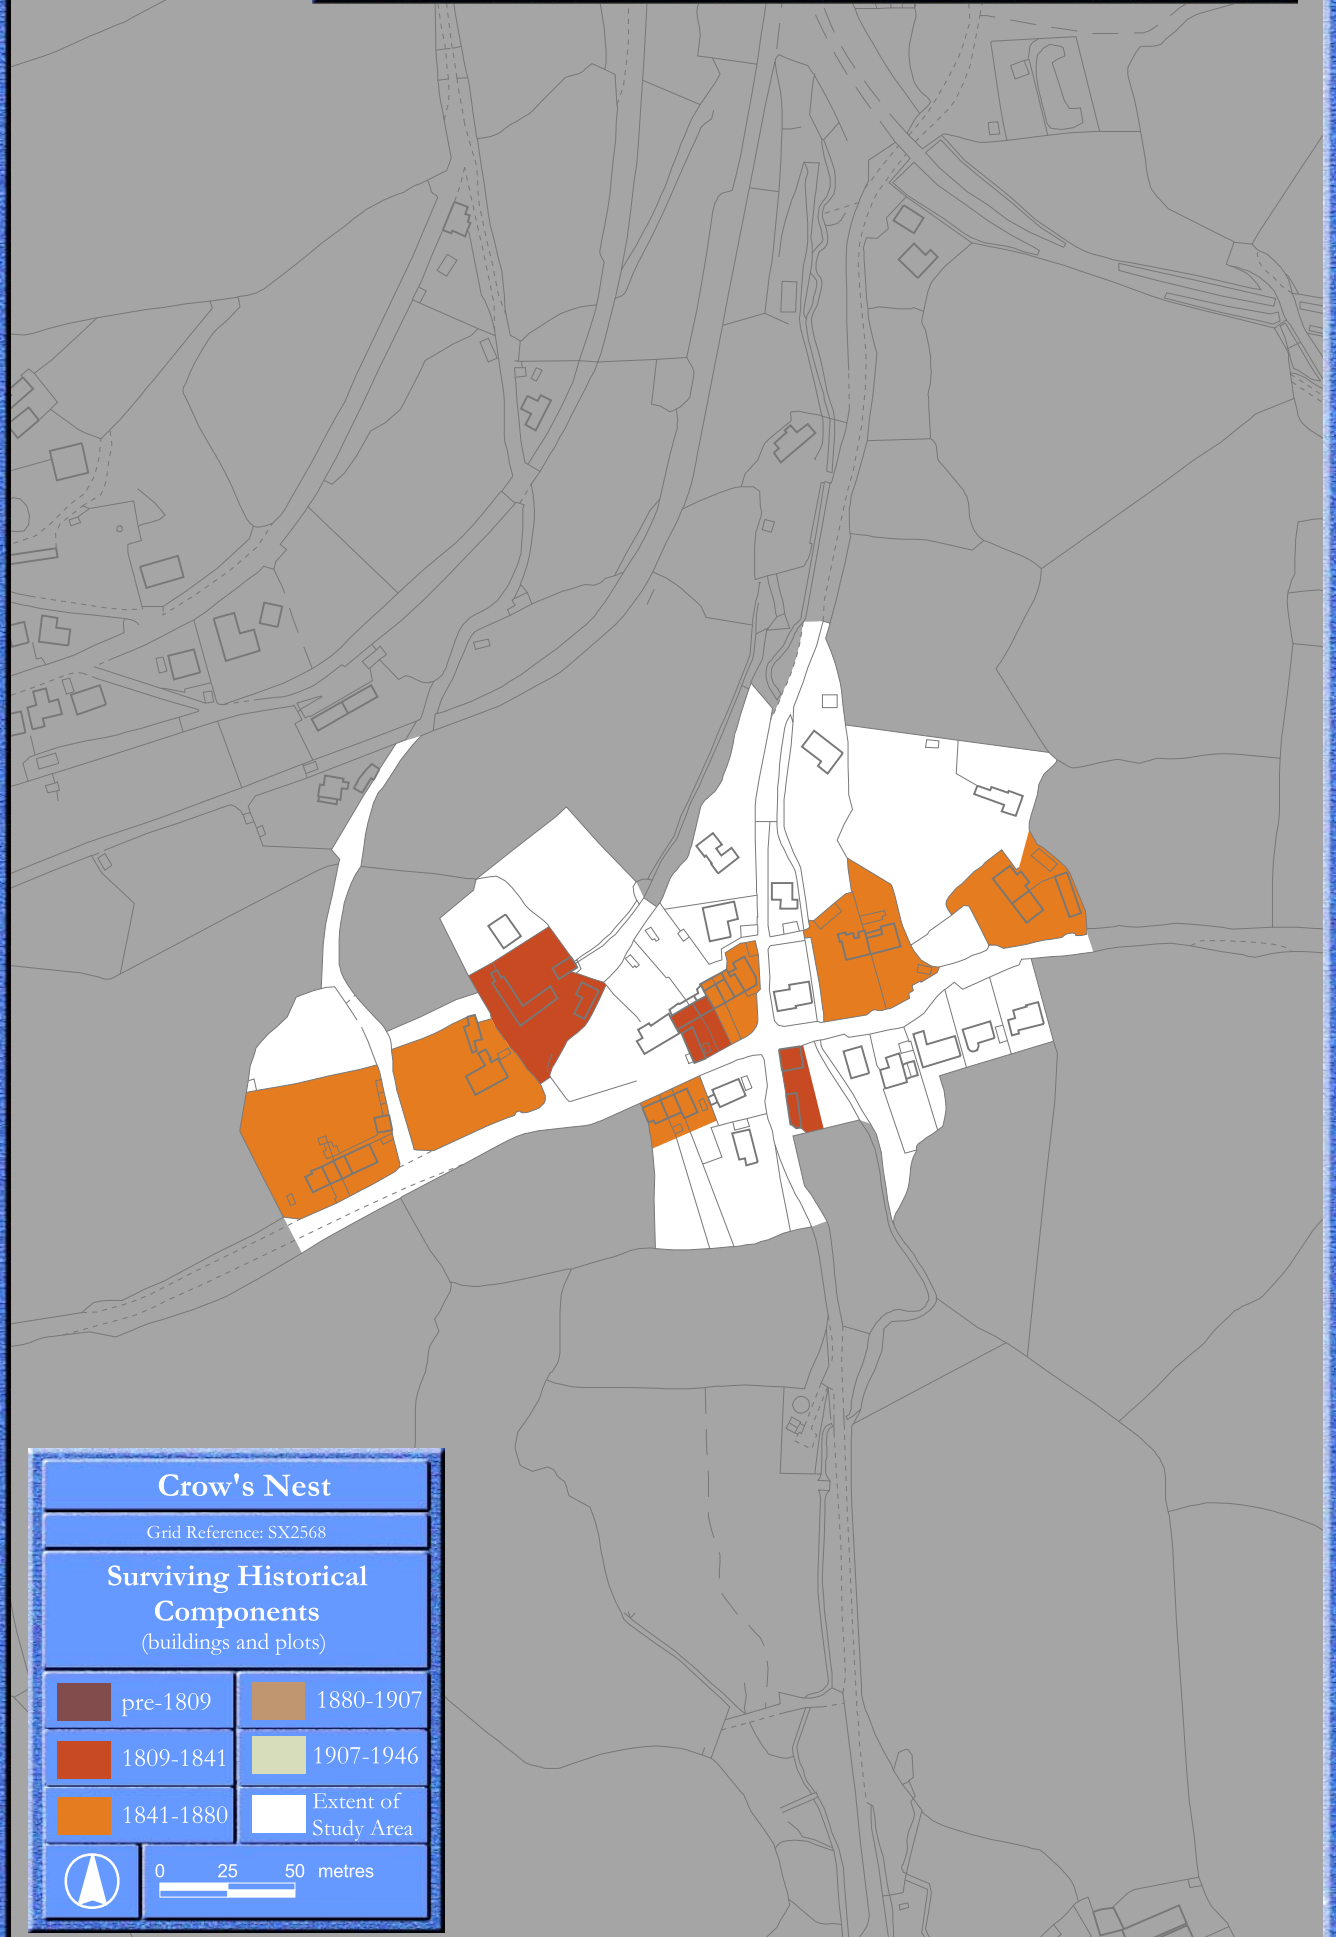 Crow's Nest
Grid Reference: SX2568
Surviving Historical
Components
(buildings and plots)
pre-1809
1880-1907
1809-1841
1907-1946
1841-1880
Extent of
Study Area
0 25 50 metres